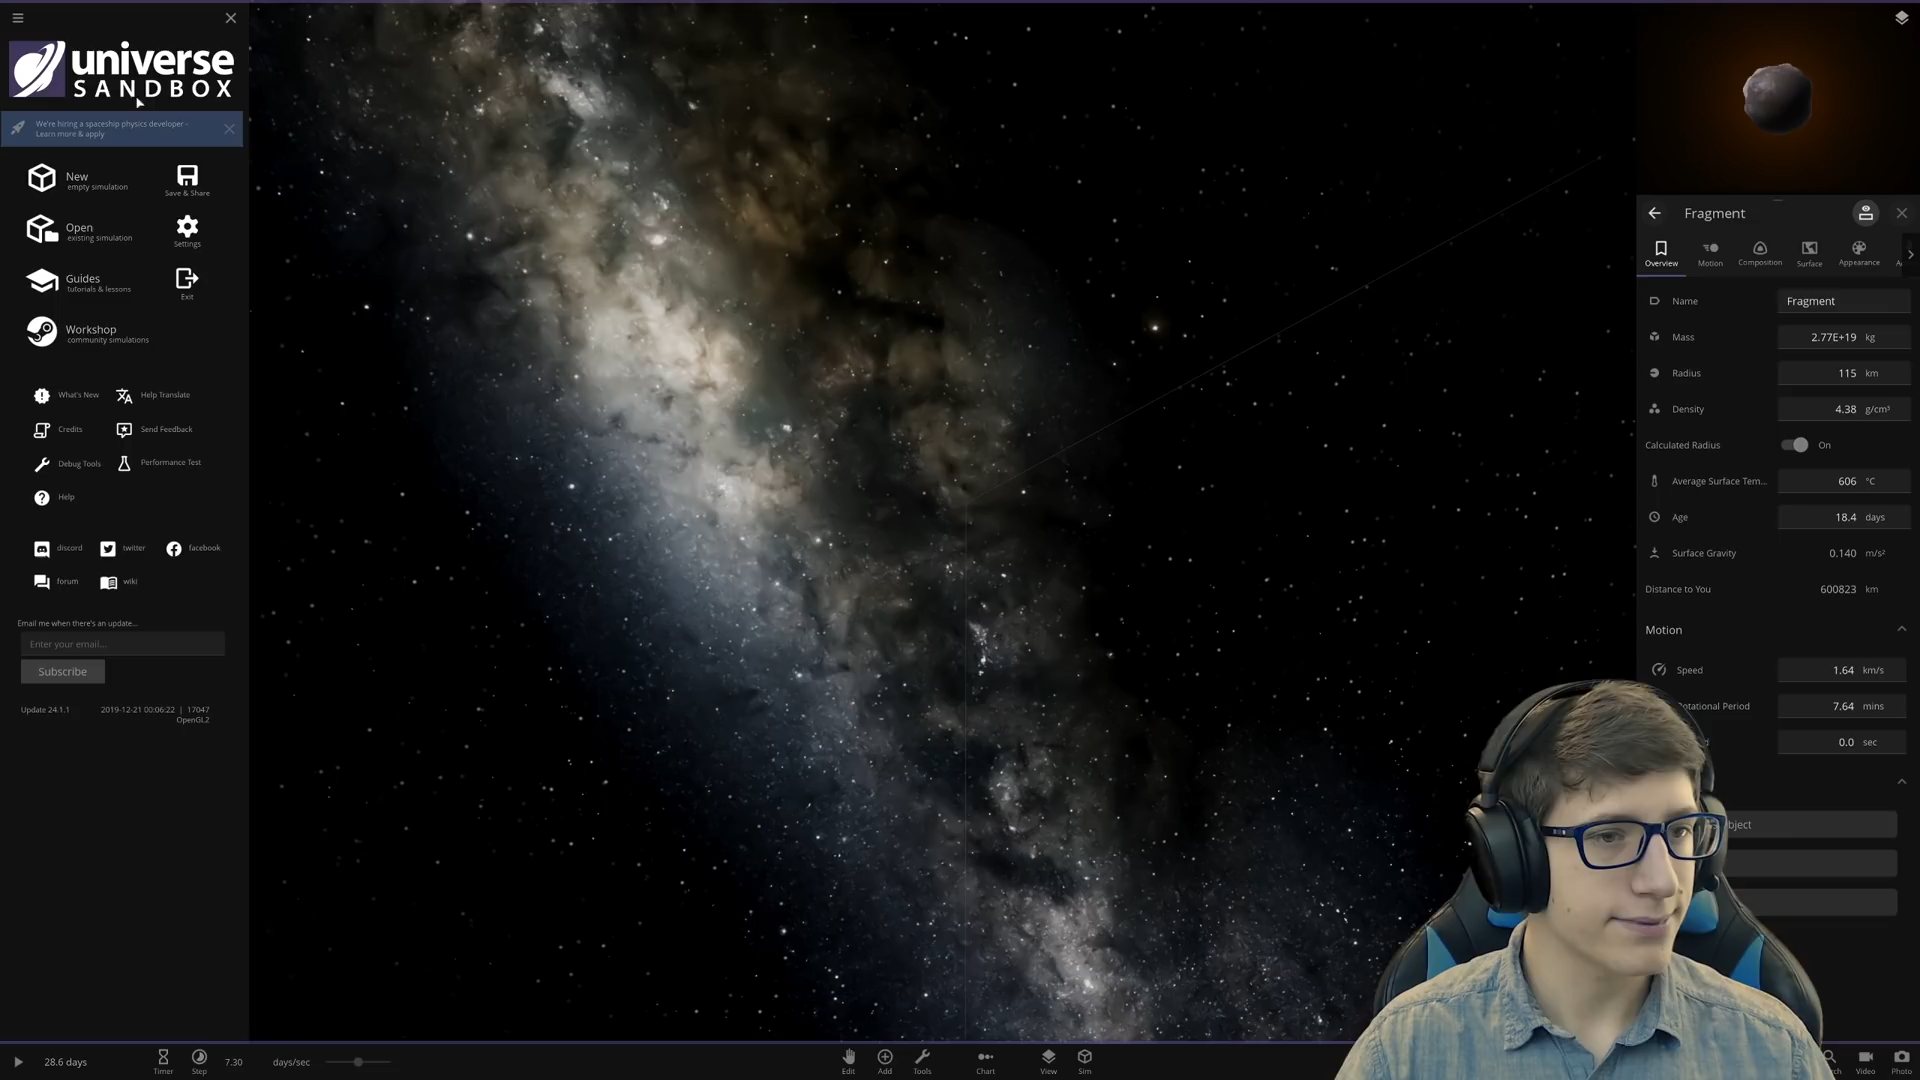 universe
SANDBOX
We're hiring a spaceship physics developer -
Learn more & apply
New
empty simulation
Save & Share
Open
existing simulation
Settings
Guides
tutorials & lessons
Exit
Workshop
community simulations
What's New
Help Translate
Credits
Send Feedback
Debug Tools
Performance Test
Help
discord
twitter
facebook
forum
wiki
Email me when there's an update...
Enter your email...
Subscribe
Update 24.1.1
2019-12-21 00:06:22 | 17047
OpenGL2
Fragment
Overview
Motion
Composition
Surface
Appearance
Name
Fragment
Mass
2.77E+19 kg
Radius
115 km
Density
4.38 g/cm³
Calculated Radius
On
Average Surface Tem...
606 °C
Age
18.4 days
Surface Gravity
0.140 m/s²
Distance to You
600823 km
Motion
Speed
1.64 km/s
Rotational Period
7.64 mins
0.0 sec
28.6 days
Timer
Step
7.30
days/sec
Edit
Add
Tools
Chart
View
Sim
Video
Photo